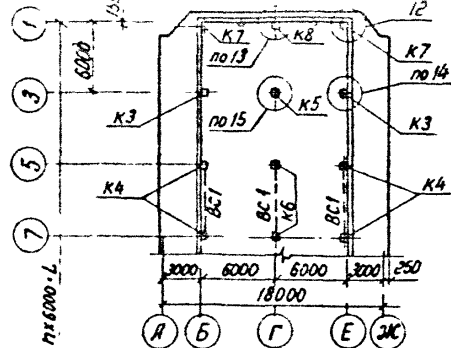 1
12
к7
к8
к7
по 13
6000
по 14
3
к3
к5
к3
по 15
5
к4
ВС1
ВС1
к6
ВС1
к4
7
3000
6000
6000
3000
250
18000
n×6000=L
А
Б
Г
Е
Ж